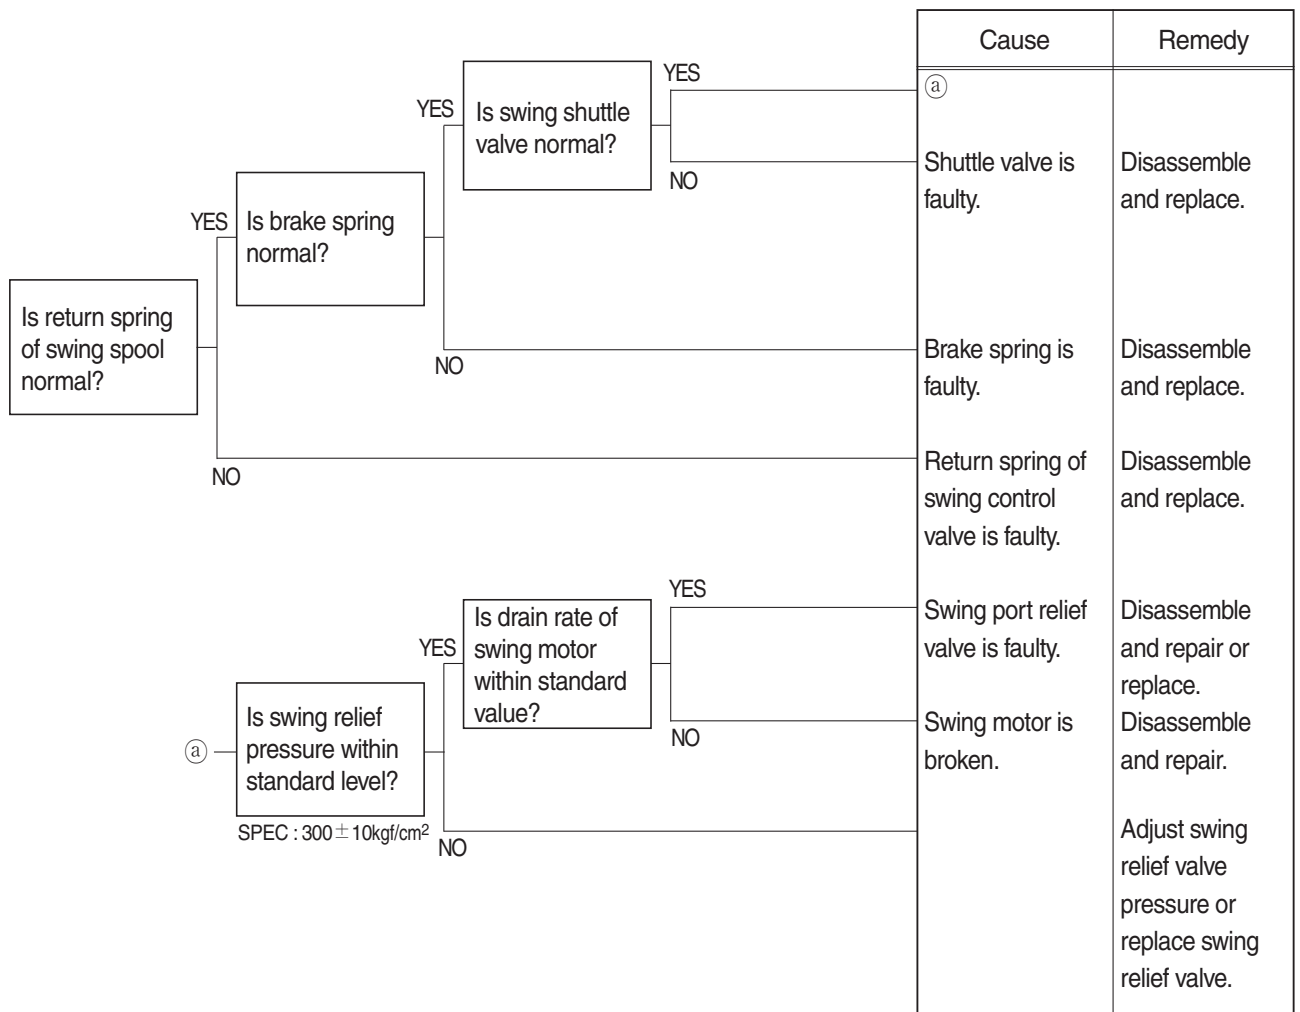 Cause
Remedy
YES
ⓐ
YES
Is swing shuttle
valve normal?
NO
Shuttle valve is
faulty.
Disassemble
and replace.
YES
Is brake spring
normal?
NO
Brake spring is
faulty.
Disassemble
and replace.
Is return spring
of swing spool
normal?
NO
Return spring of
swing control
valve is faulty.
Disassemble
and replace.
YES
Swing port relief
valve is faulty.
Disassemble
and repair or
replace.
YES
Is drain rate of
swing motor
within standard
value?
NO
Swing motor is
broken.
Disassemble
and repair.
ⓐ
Is swing relief
pressure within
standard level?
SPEC : 300±10kgf/cm²
NO
Adjust swing
relief valve
pressure or
replace swing
relief valve.